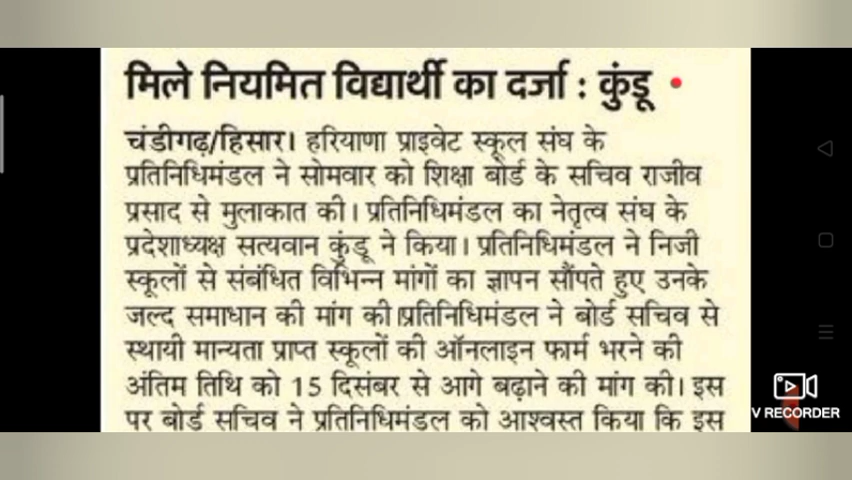 मिले नियमित विद्यार्थी का दर्जा : कुंडू
चंडीगढ़/हिसार। हरियाणा प्राइवेट स्कूल संघ के
प्रतिनिधिमंडल ने सोमवार को शिक्षा बोर्ड के सचिव राजीव
प्रसाद से मुलाकात की। प्रतिनिधिमंडल का नेतृत्व संघ के
प्रदेशाध्यक्ष सत्यवान कुंडू ने किया। प्रतिनिधिमंडल ने निजी
स्कूलों से संबंधित विभिन्न मांगों का ज्ञापन सौंपते हुए उनके
जल्द समाधान की मांग की।प्रतिनिधिमंडल ने बोर्ड सचिव से
स्थायी मान्यता प्राप्त स्कूलों की ऑनलाइन फार्म भरने की
अंतिम तिथि को 15 दिसंबर से आगे बढ़ाने की मांग की। इस
पर बोर्ड सचिव ने प्रतिनिधिमंडल को आश्वस्त किया कि इस
V RECORDER